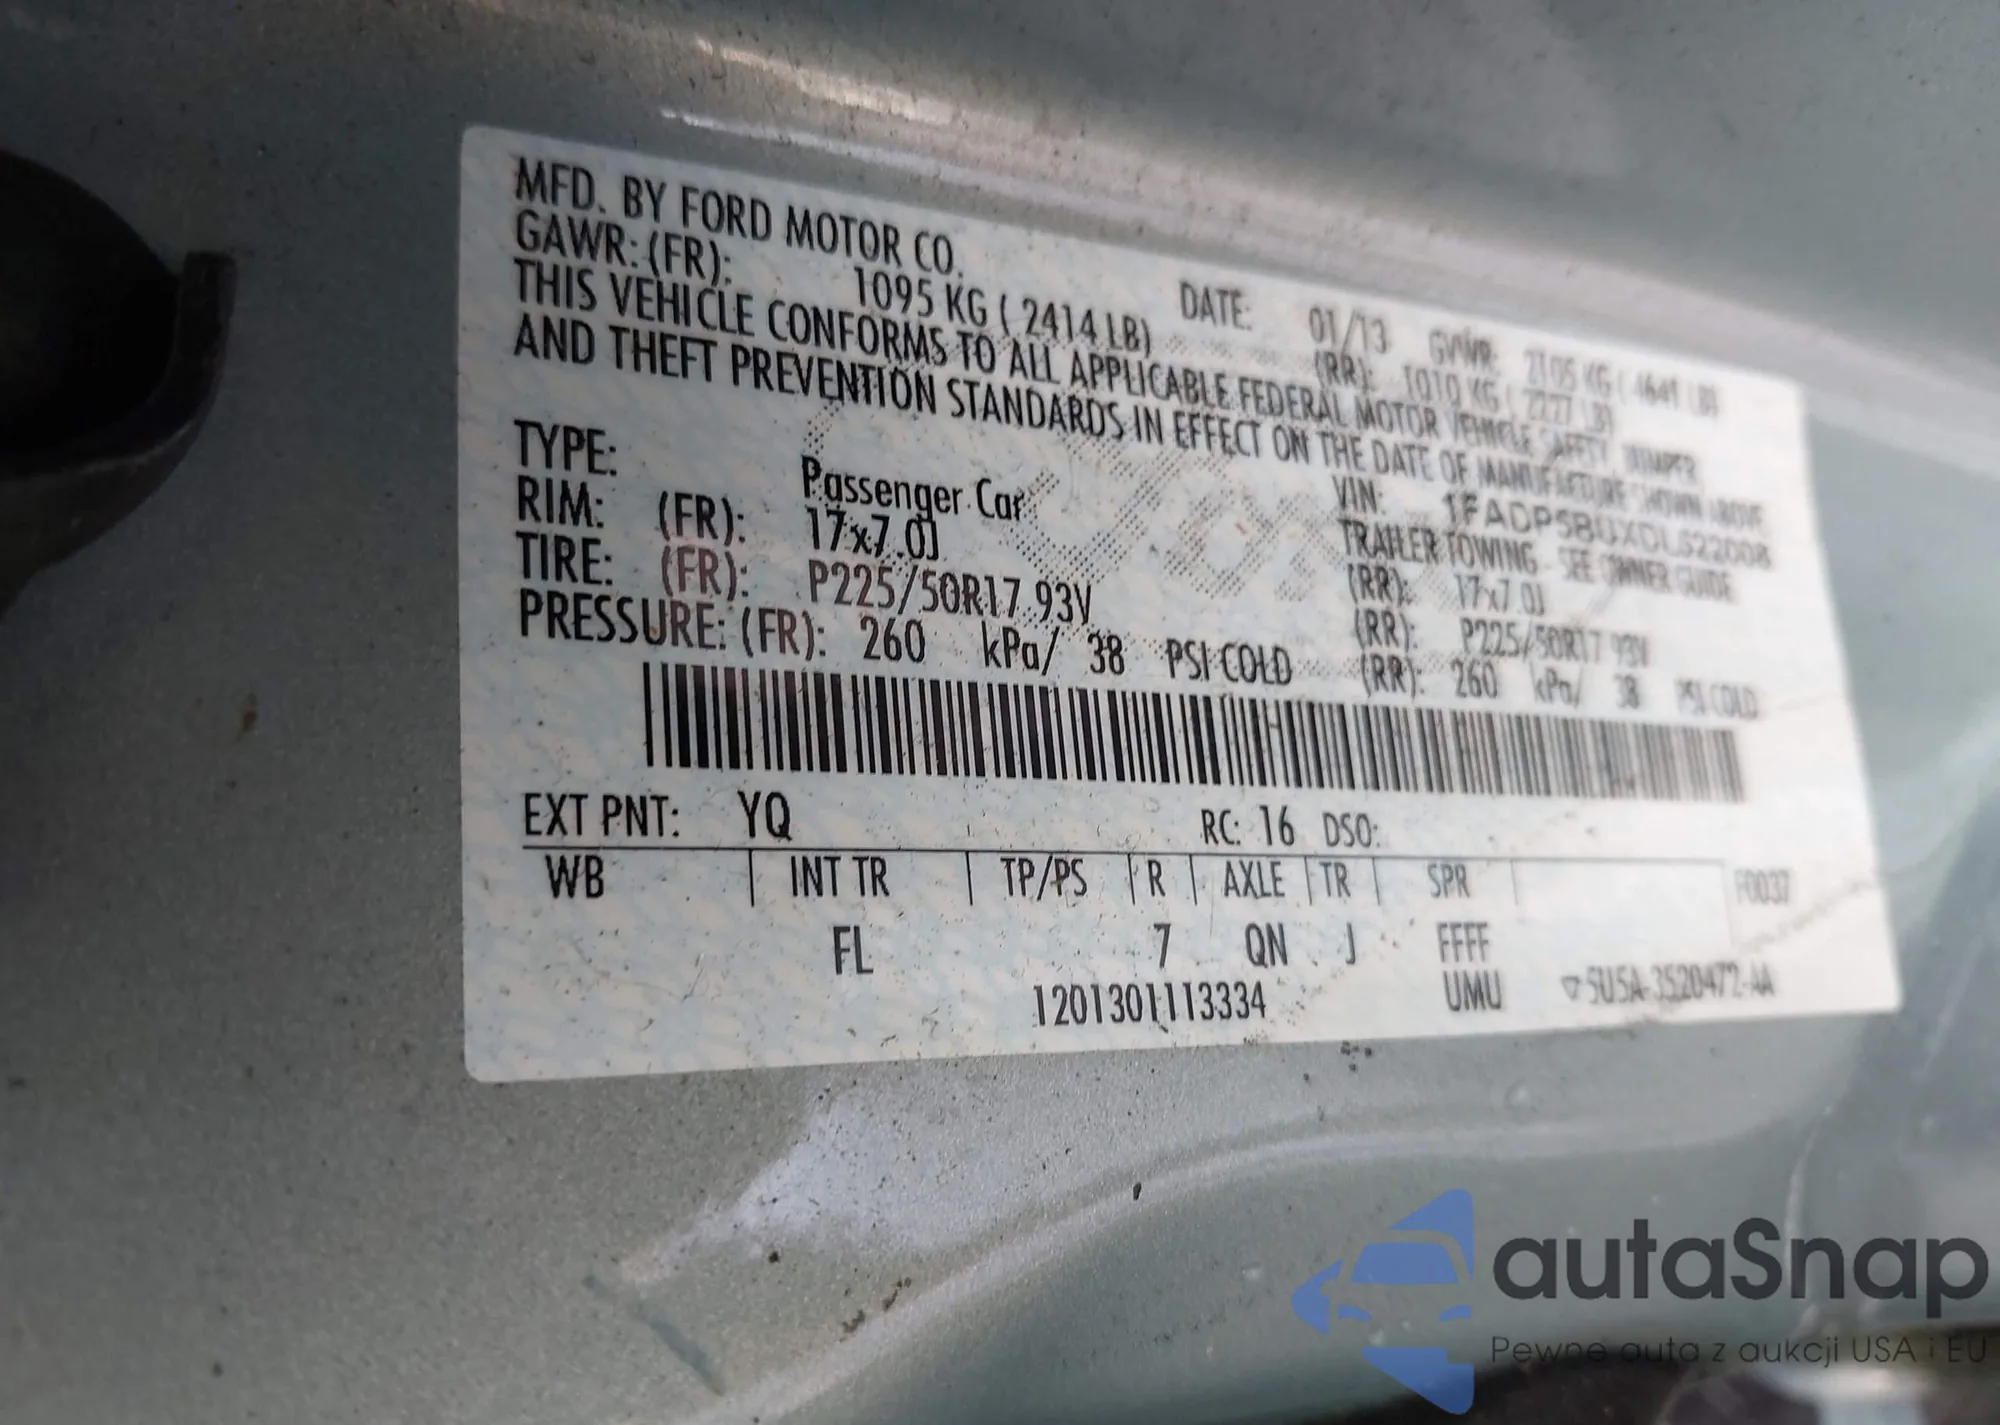 MFD. BY FORD MOTOR CO. DATE: 01/13 GVWR: 2105 KG ( 4641 LB)
GAWR: (FR): 1095 KG ( 2414 LB) (RR): 1010 KG ( 2227 LB)
THIS VEHICLE CONFORMS TO ALL APPLICABLE FEDERAL MOTOR VEHICLE SAFETY, BUMPER
AND THEFT PREVENTION STANDARDS IN EFFECT ON THE DATE OF MANUFACTURE SHOWN ABOVE
VIN:
TYPE: Passenger Car TRAILER TOWING - SEE OWNER GUIDE
RIM: (FR): 17x7.0J (RR): 17x7.0J
TIRE: (FR): P225/50R17 93V (RR): P225/50R17 93V
PRESSURE: (FR): 260 kPa/ 38 PSI COLD (RR): 260 kPa/ 38 PSI COLD
EXT PNT: YQ RC: 16 DSO:
WB INT TR TP/PS R AXLE TR SPR F0037
FL 7 QN J FFFF
1201301113334 UMU ▽5U5A-3520472-AA
autaSnap
Pewne auta z aukcji USA i EU